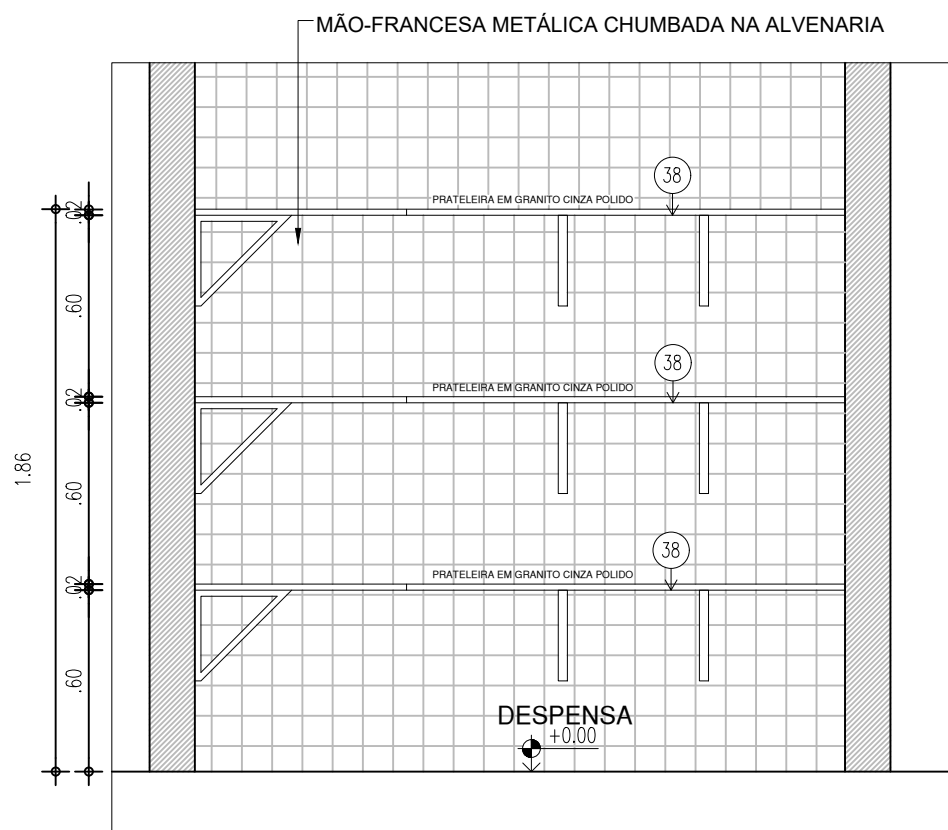 MÃO-FRANCESA METÁLICA CHUMBADA NA ALVENARIA
38
PRATELEIRA EM GRANITO CINZA POLIDO
.02
.60
38
PRATELEIRA EM GRANITO CINZA POLIDO
.02
1.86
.60
38
PRATELEIRA EM GRANITO CINZA POLIDO
.02
.60
DESPENSA
+0.00